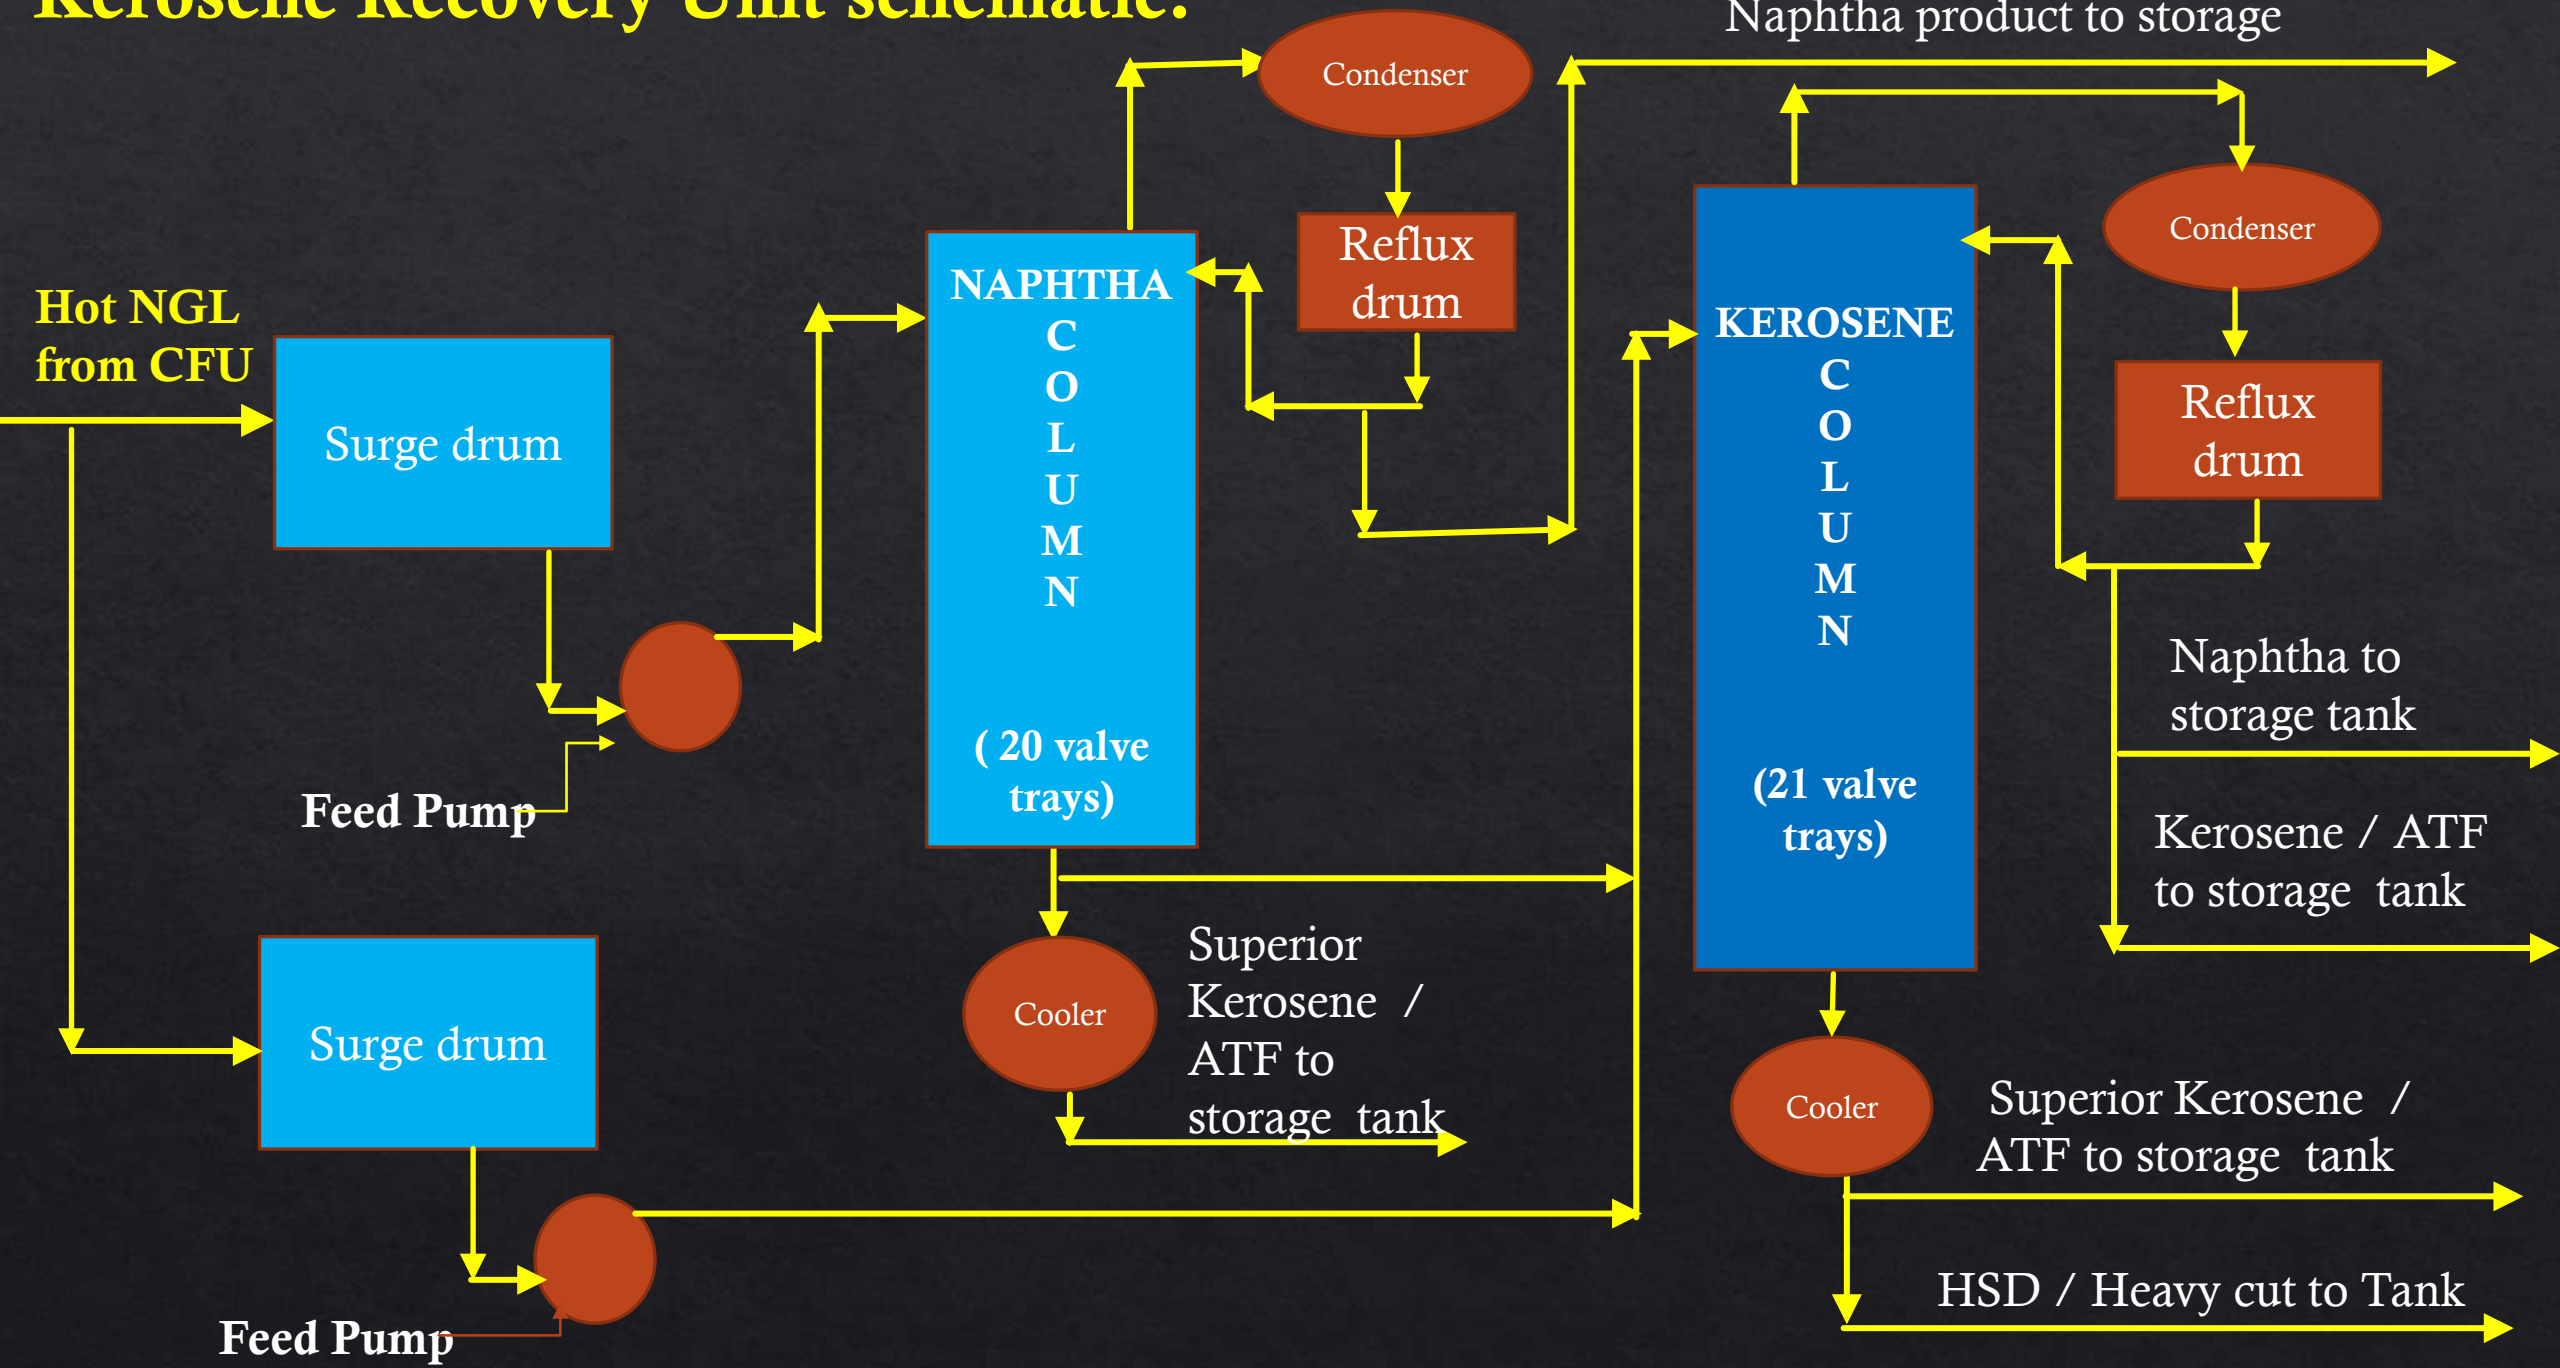 Kerosene Recovery Unit schematic.
Naphtha product to storage
Condenser
Condenser
Reflux
drum
Reflux
drum
Hot NGL
from CFU
Surge drum
NAPHTHA
C
O
L
U
M
N
( 20 valve
trays)
KEROSENE
C
O
L
U
M
N
(21 valve
trays)
Feed Pump
Naphtha to
storage tank
Kerosene / ATF
to storage tank
Surge drum
Cooler
Superior
Kerosene /
ATF to
storage tank
Cooler
Superior Kerosene /
ATF to storage tank
HSD / Heavy cut to Tank
Feed Pump